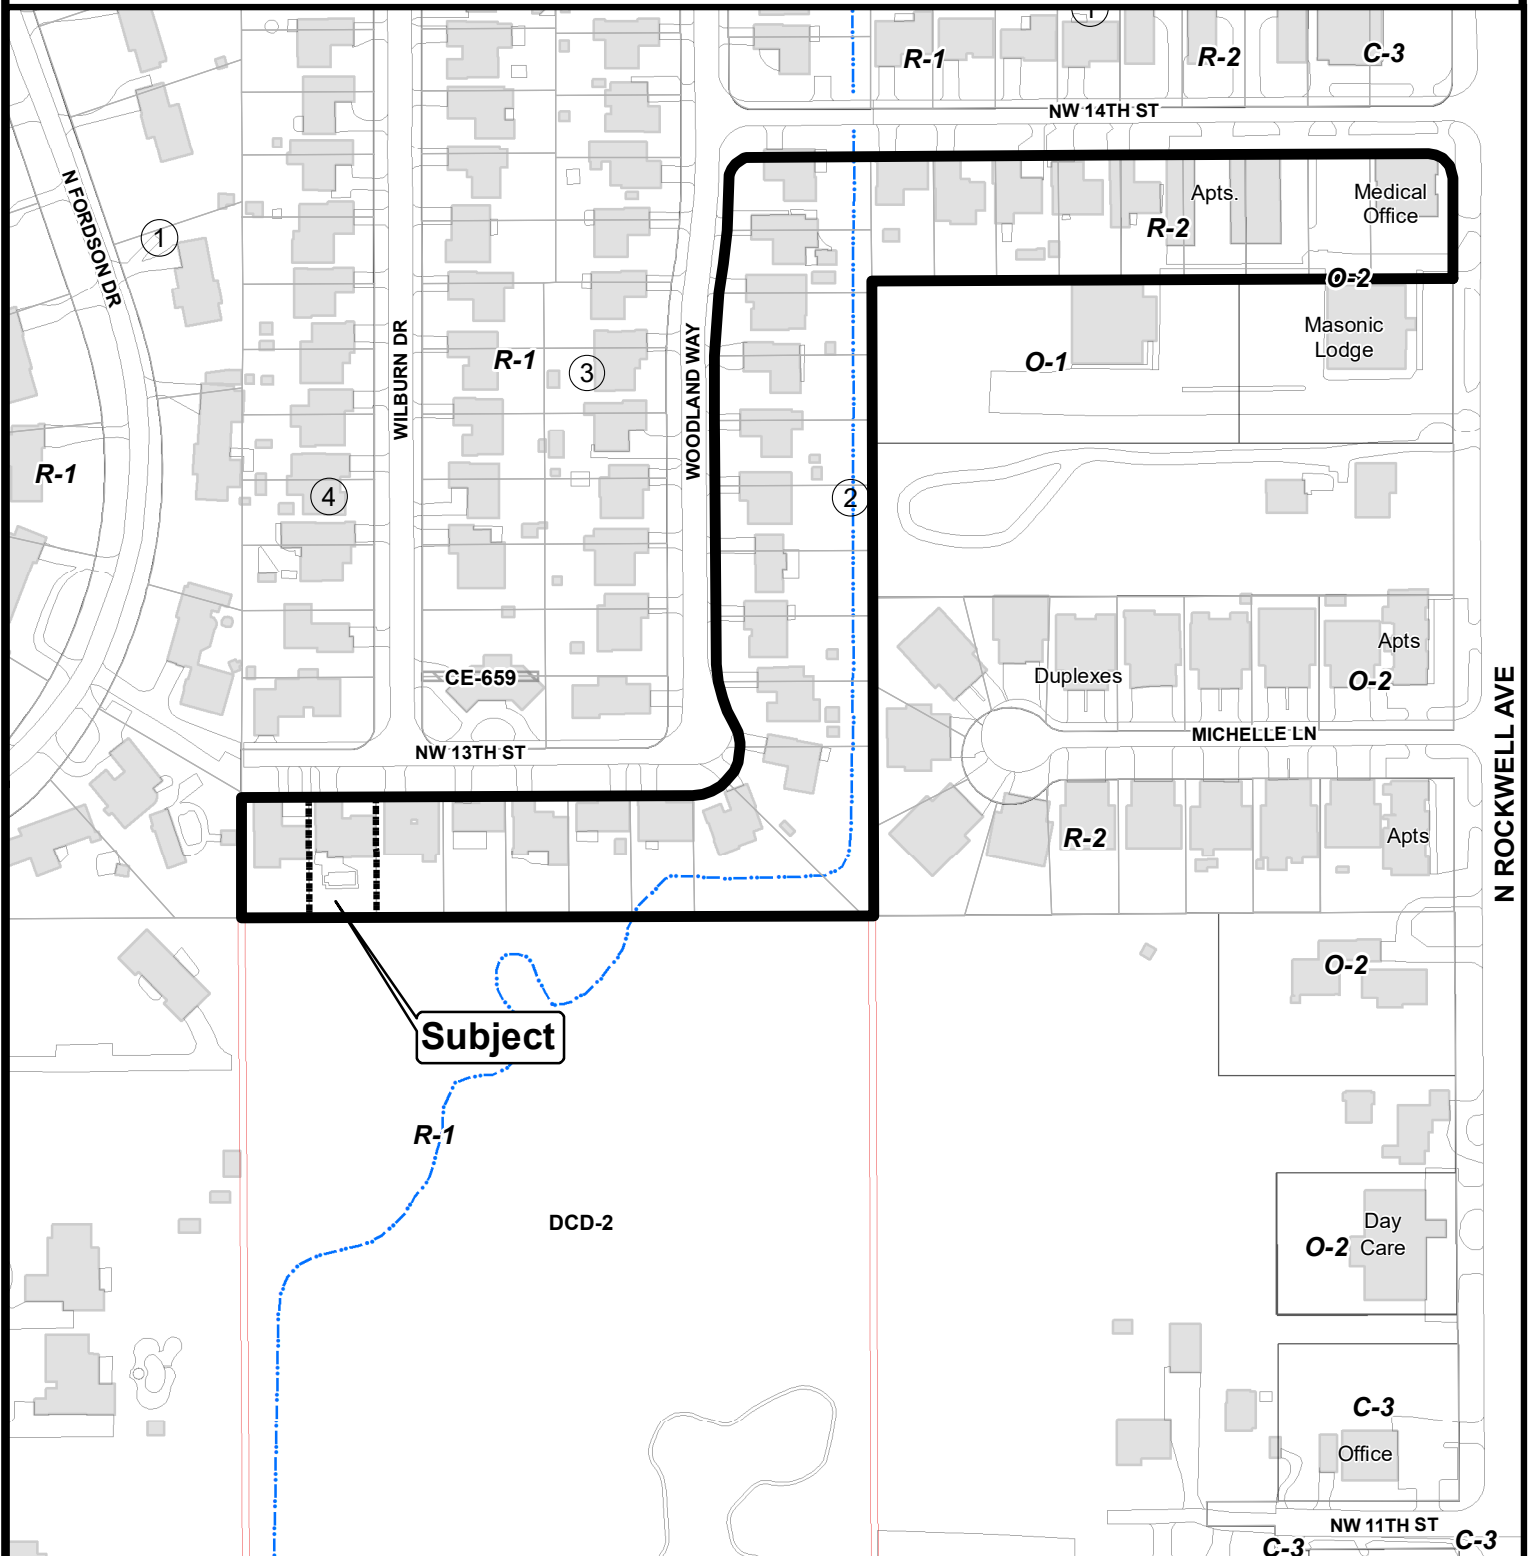 R-1
R-2
C-3
NW 14TH ST
N FORDSON DR
1
Apts.
R-2
Medical
Office
O-2
Masonic
Lodge
O-1
WILBURN DR
R-1
3
WOODLAND WAY
R-1
4
2
CE-659
Duplexes
Apts
O-2
NW 13TH ST
MICHELLE LN
N ROCKWELL AVE
R-2
Apts
O-2
Subject
R-1
DCD-2
Day
Care
O-2
C-3
Office
NW 11TH ST
C-3
C-3